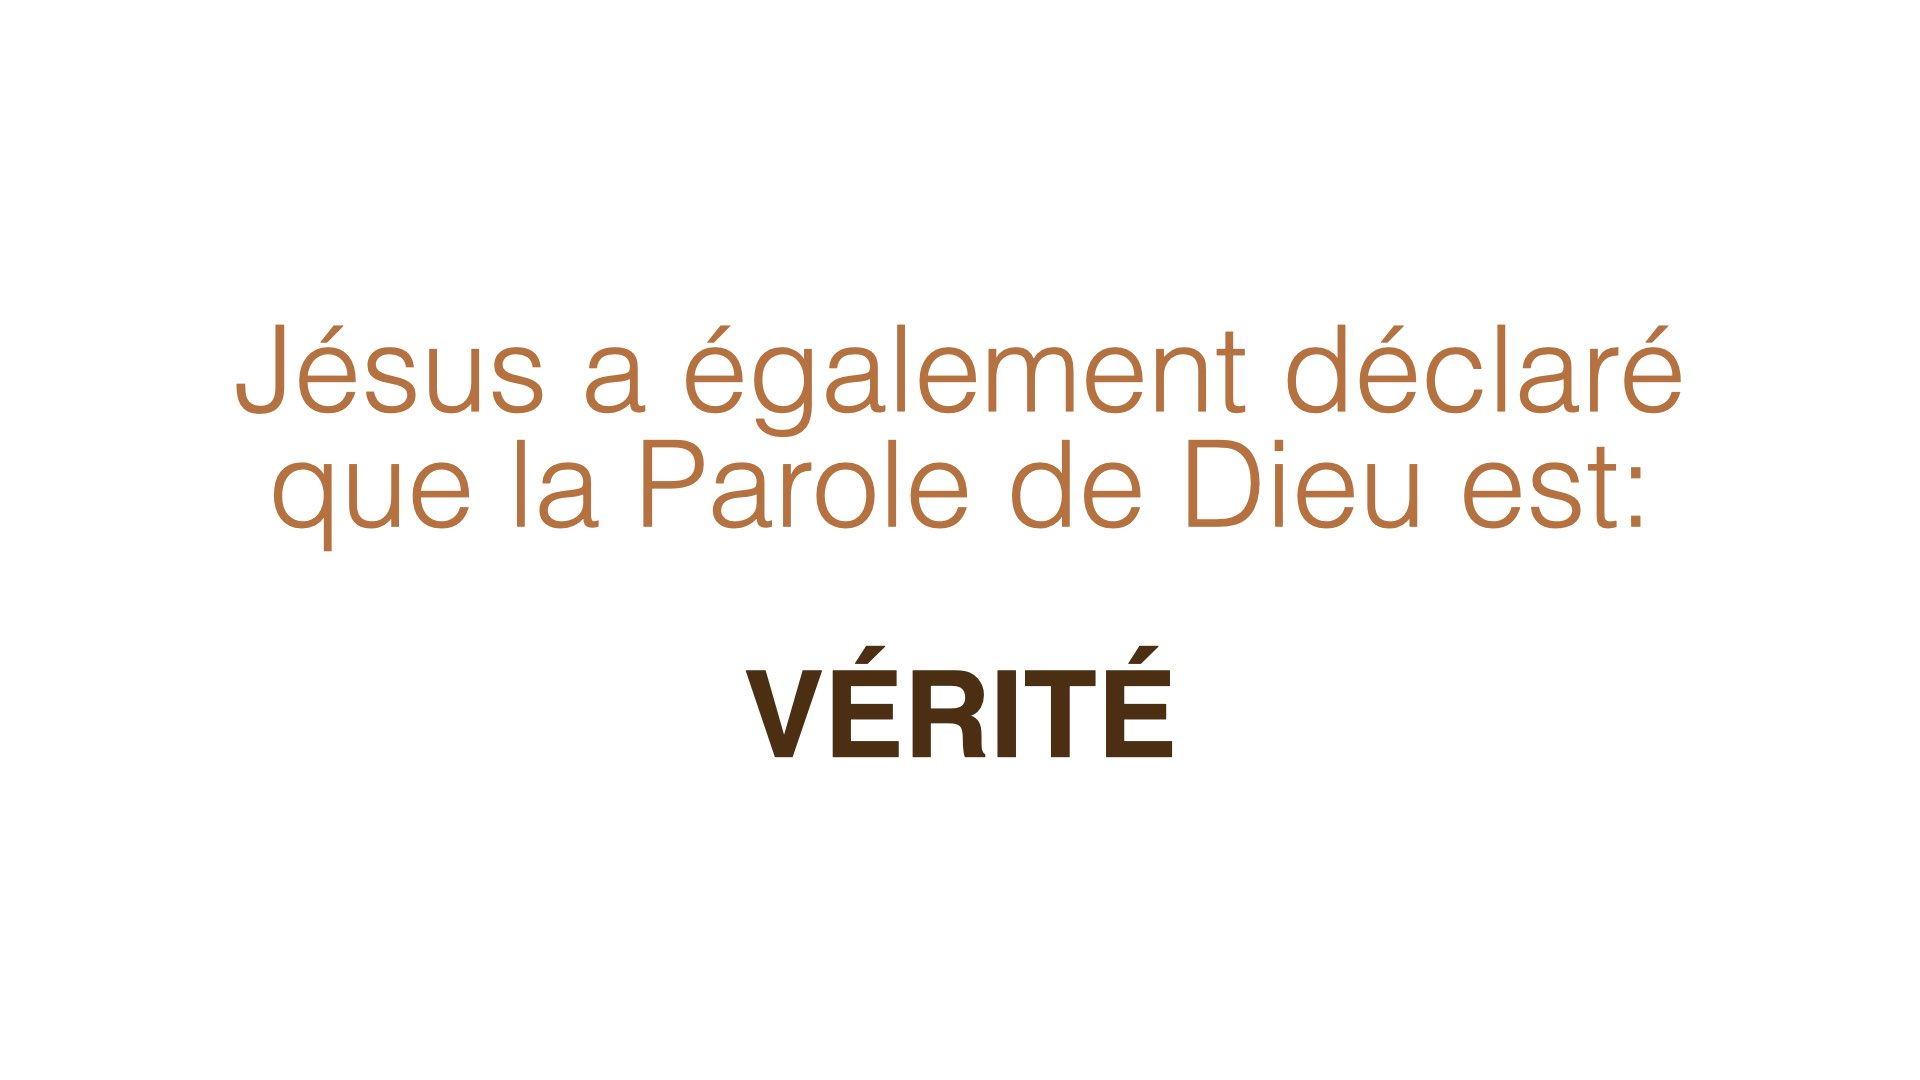 Jésus a également déclaré
que la Parole de Dieu est:
VÉRITÉ